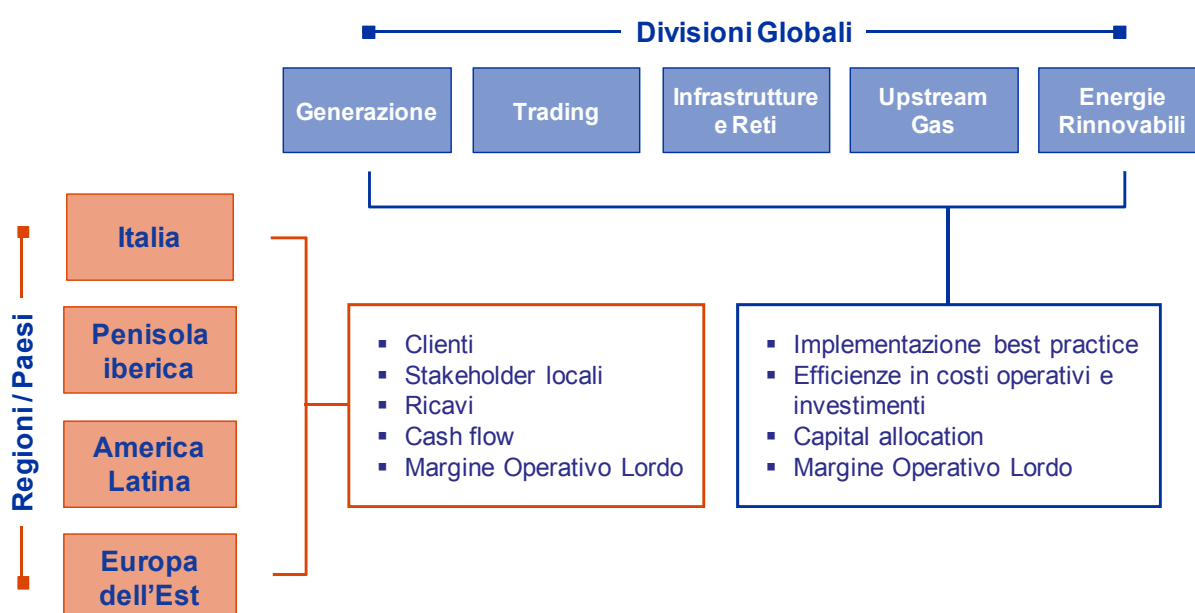 Divisioni Globali
Generazione
Trading
Infrastrutture
e Reti
Upstream
Gas
Energie
Rinnovabili
Regioni / Paesi
Italia
Penisola
iberica
America
Latina
Europa
dell'Est
▪ Clienti
▪ Stakeholder locali
▪ Ricavi
▪ Cash flow
▪ Margine Operativo Lordo
▪ Implementazione best practice
▪ Efficienze in costi operativi e
investimenti
▪ Capital allocation
▪ Margine Operativo Lordo